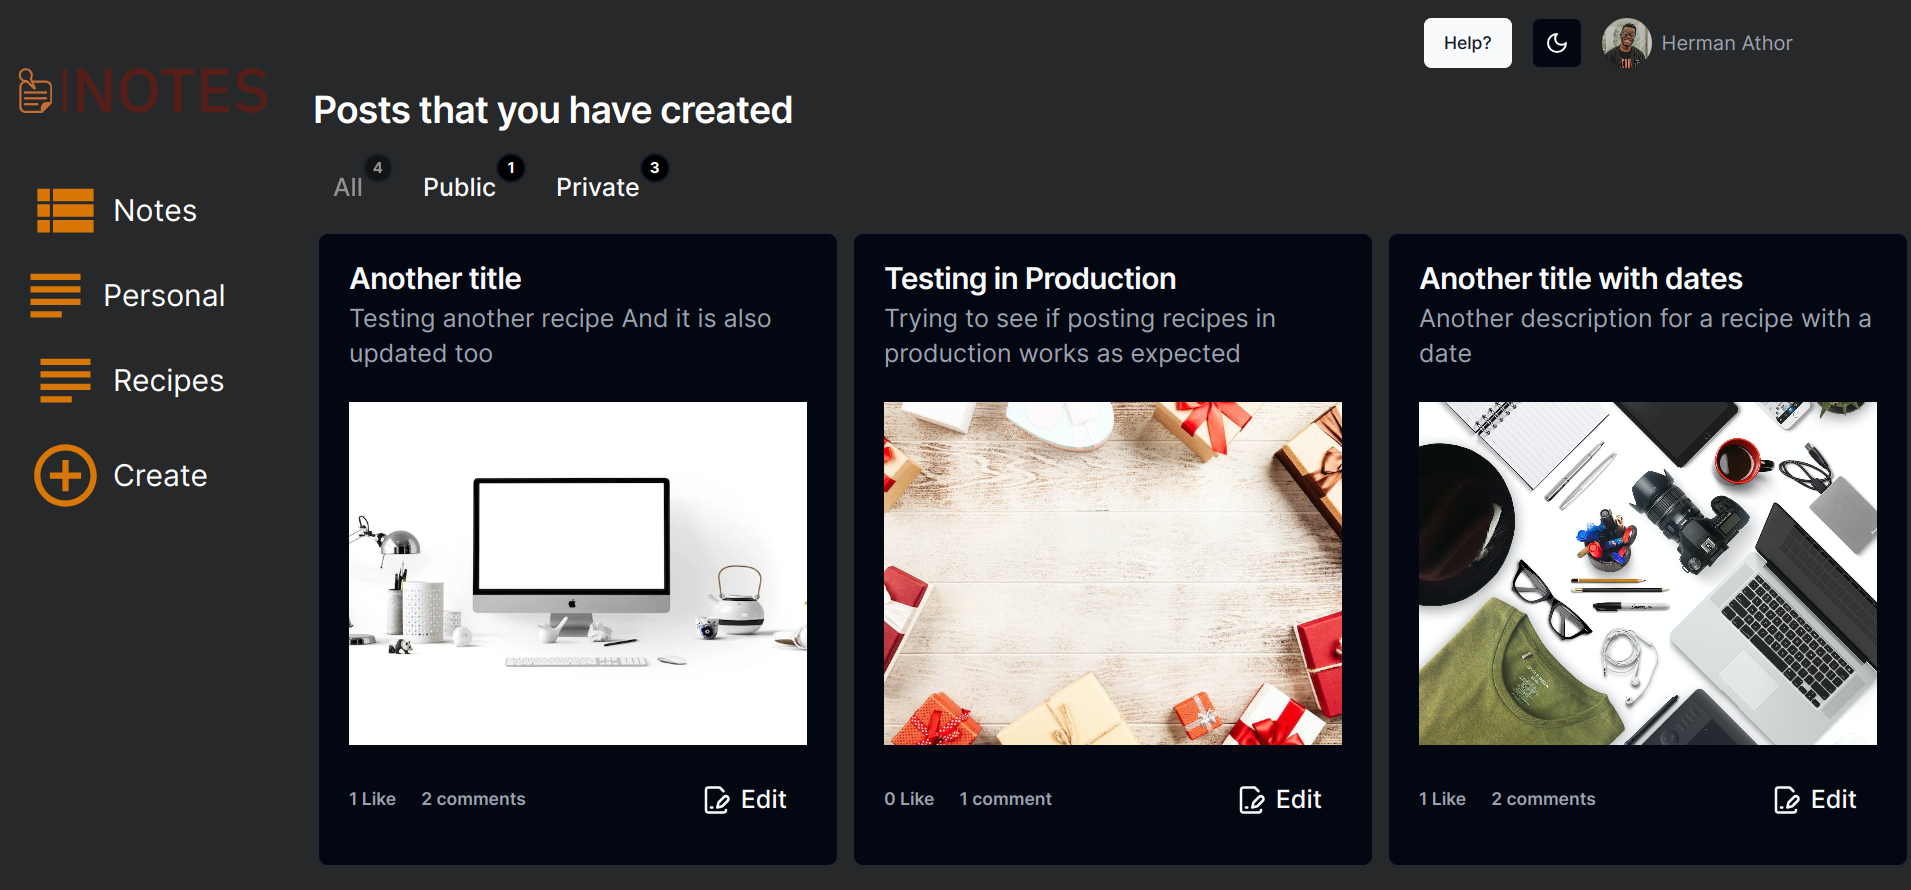 Help?
Herman Athor
NOTES
Posts that you have created
All 4
Public 1
Private 3
Notes
Personal
Recipes
Create
Another title
Testing another recipe And it is also
updated too
1 Like 2 comments
Edit
Testing in Production
Trying to see if posting recipes in
production works as expected
0 Like 1 comment
Edit
Another title with dates
Another description for a recipe with a
date
1 Like 2 comments
Edit